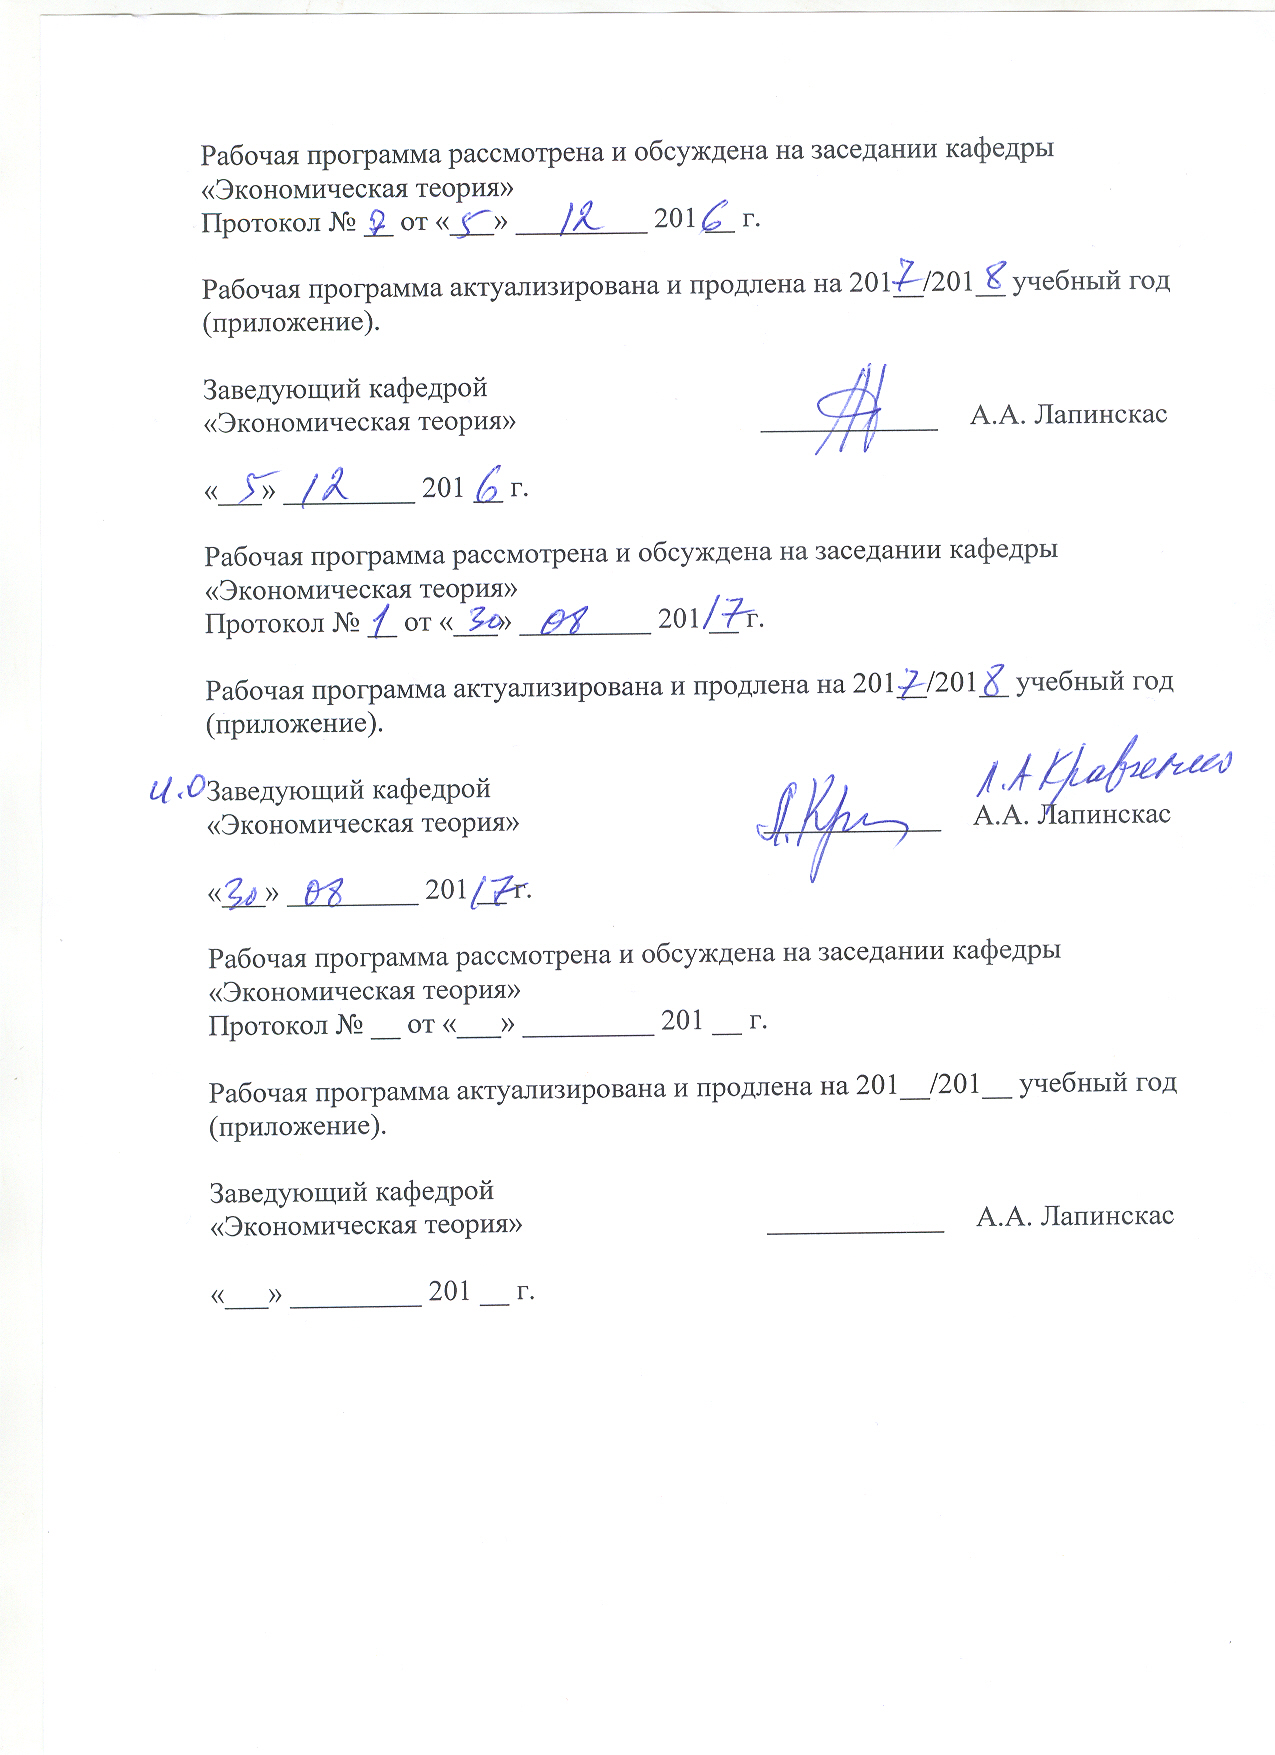 Рабочая программа рассмотрена и обсуждена на заседании кафедры
«Экономическая теория»
Протокол № от «5» 12 2016 г.
Рабочая программа актуализирована и продлена на 2017/2018 учебный год
(приложение).
Заведующий кафедрой
«Экономическая теория» А.А. Лапинскас
«5» 12 2016 г.
Рабочая программа рассмотрена и обсуждена на заседании кафедры
«Экономическая теория»
Протокол № 1 от «30» 08 201/7 г.
Рабочая программа актуализирована и продлена на 2017/2018 учебный год
(приложение).
Л.А Кравченко
и.о Заведующий кафедрой
«Экономическая теория» А.А. Лапинскас
«30» 08 201/7 г.
Рабочая программа рассмотрена и обсуждена на заседании кафедры
«Экономическая теория»
Протокол № __ от «___» _________ 201 __ г.
Рабочая программа актуализирована и продлена на 201__/201__ учебный год
(приложение).
Заведующий кафедрой
«Экономическая теория» ____________ А.А. Лапинскас
«___» _________ 201 __ г.